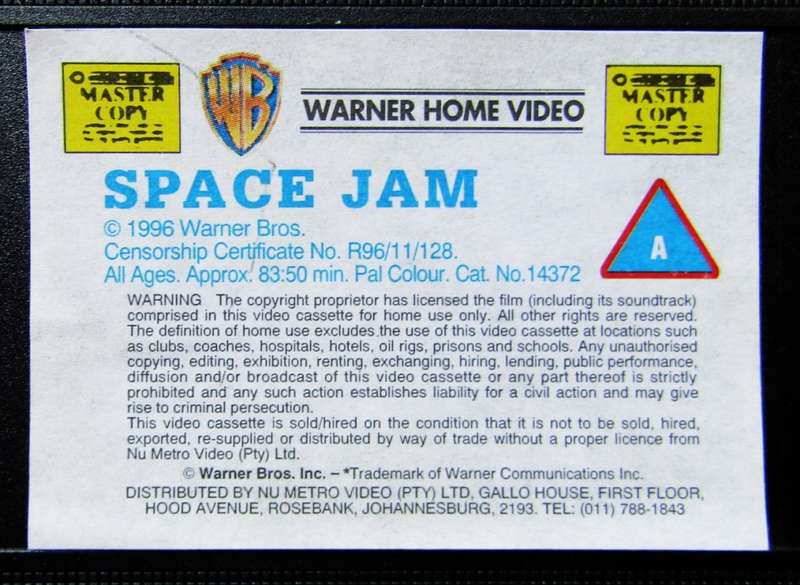 MASTER
COPY
WB
WARNER HOME VIDEO
MASTER
COPY
SPACE JAM
© 1996 Warner Bros.
Censorship Certificate No. R96/11/128.
All Ages. Approx. 83:50 min. Pal Colour. Cat. No.14372
A
WARNING The copyright proprietor has licensed the film (including its soundtrack)
comprised in this video cassette for home use only. All other rights are reserved.
The definition of home use excludes the use of this video cassette at locations such
as clubs, coaches, hospitals, hotels, oil rigs, prisons and schools. Any unauthorised
copying, editing, exhibition, renting, exchanging, hiring, lending, public performance,
diffusion and/or broadcast of this video cassette or any part thereof is strictly
prohibited and any such action establishes liability for a civil action and may give
rise to criminal persecution.
This video cassette is sold/hired on the condition that it is not to be sold, hired,
exported, re-supplied or distributed by way of trade without a proper licence from
Nu Metro Video (Pty) Ltd.
© Warner Bros. Inc. – *Trademark of Warner Communications Inc.
DISTRIBUTED BY NU METRO VIDEO (PTY) LTD, GALLO HOUSE, FIRST FLOOR,
HOOD AVENUE, ROSEBANK, JOHANNESBURG, 2193. TEL: (011) 788-1843